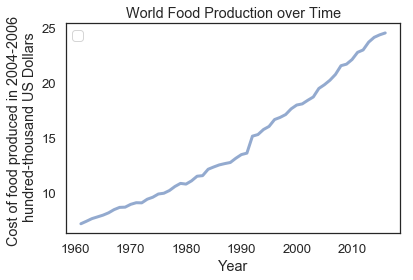 World Food Production over Time
Cost of food produced in 2004-2006
hundred-thousand US Dollars
25
20
15
10
1960
1970
1980
1990
2000
2010
Year